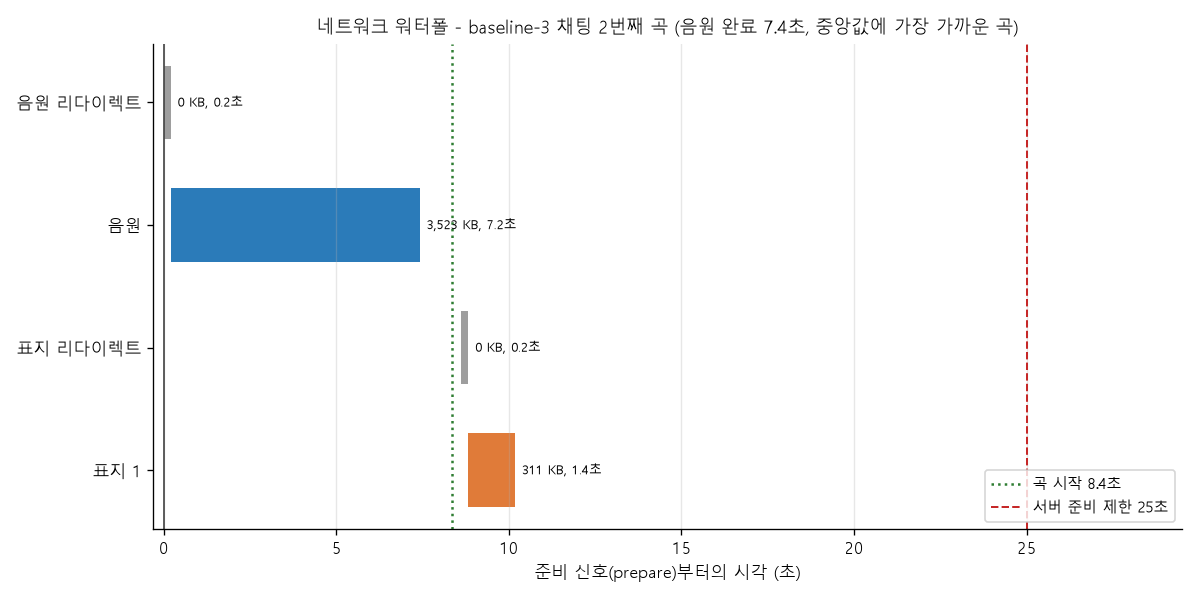 네트워크 워터폴 - baseline-3 채팅 2번째 곡 (음원 완료 7.4초, 중앙값에 가장 가까운 곡)
음원 리다이렉트
0 KB, 0.2초
음원
3,523 KB, 7.2초
표지 리다이렉트
0 KB, 0.2초
표지 1
311 KB, 1.4초
곡 시작 8.4초
서버 준비 제한 25초
0 5 10 15 20 25
준비 신호(prepare)부터의 시각 (초)